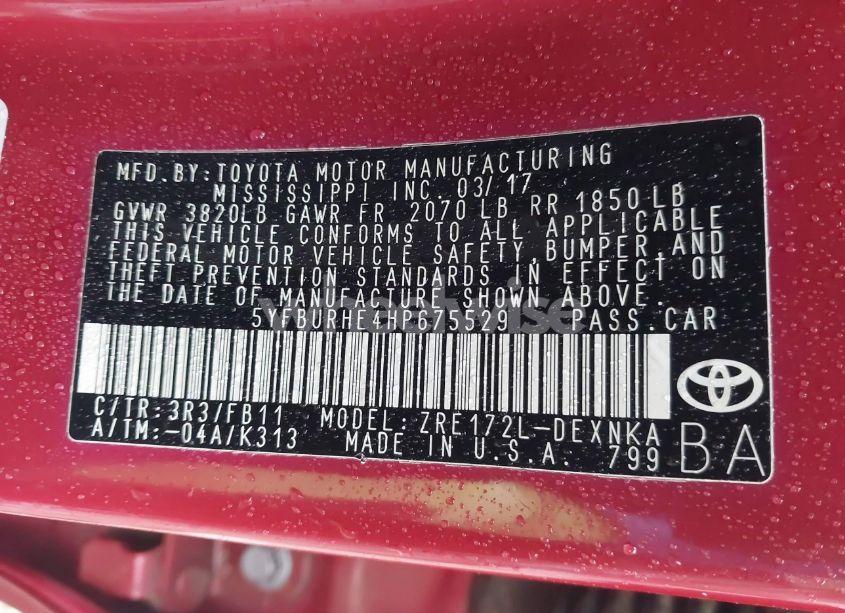 MFD.BY:TOYOTA MOTOR MANUFACTURING
MISSISSIPPI INC. 03/17
GVWR 3820LB GAWR FR 2070 LB RR 1850 LB
THIS VEHICLE CONFORMS TO ALL APPLICABLE
FEDERAL MOTOR VEHICLE SAFETY,BUMPER,AND
THEFT PREVENTION STANDARDS IN EFFECT ON
THE DATE OF MANUFACTURE SHOWN ABOVE.
5YFBURHE4HP675529 PASS.CAR
C/TR:3R3/FB11 MODEL: ZRE172L-DEXNKA
A/TM:-04A/K313 MADE IN U.S.A. 799
BA